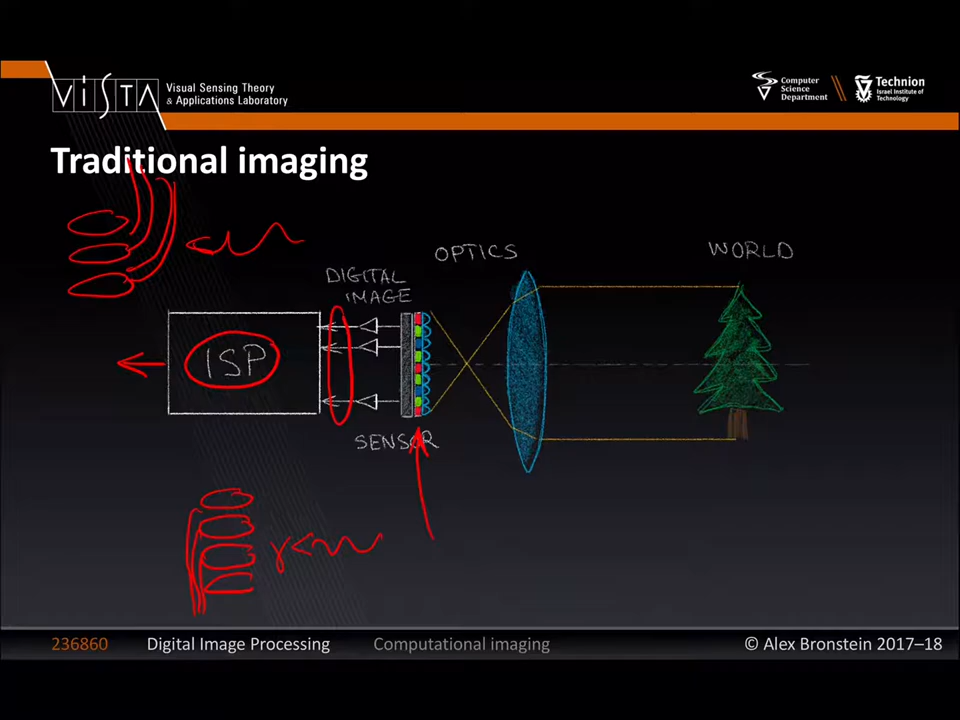 VISTA
Visual Sensing Theory
& Applications Laboratory
Computer
Science
Department
Technion
Israel Institute of
Technology
Traditional imaging
DIGITAL
IMAGE
OPTICS
WORLD
ISP
SENSOR
236860
Digital Image Processing
Computational imaging
© Alex Bronstein 2017–18